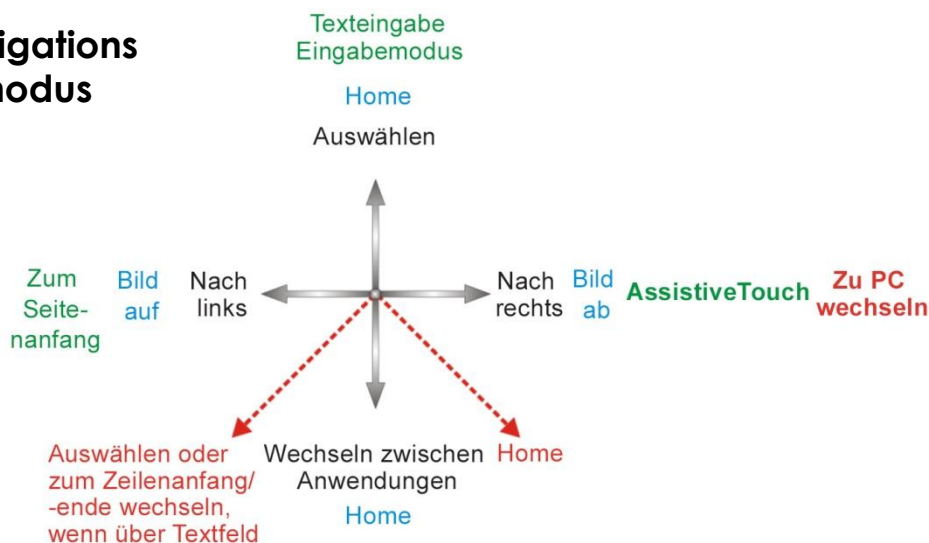 igations
nodus
Texteingabe
Eingabemodus
Home
Auswählen
Zum
Seite-
nanfang
Bild
auf
Nach
links
Nach
rechts
Bild
ab
AssistiveTouch
Zu PC
wechseln
Auswählen oder
zum Zeilenanfang/
-ende wechseln,
wenn über Textfeld
Wechseln zwischen
Anwendungen
Home
Home